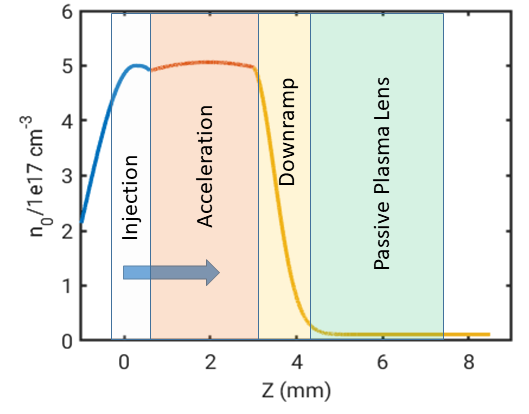 6
5
4
3
2
1
0
n0/1e17 cm-3
Injection
Acceleration
Downramp
Passive Plasma Lens
0 2 4 6 8
Z (mm)